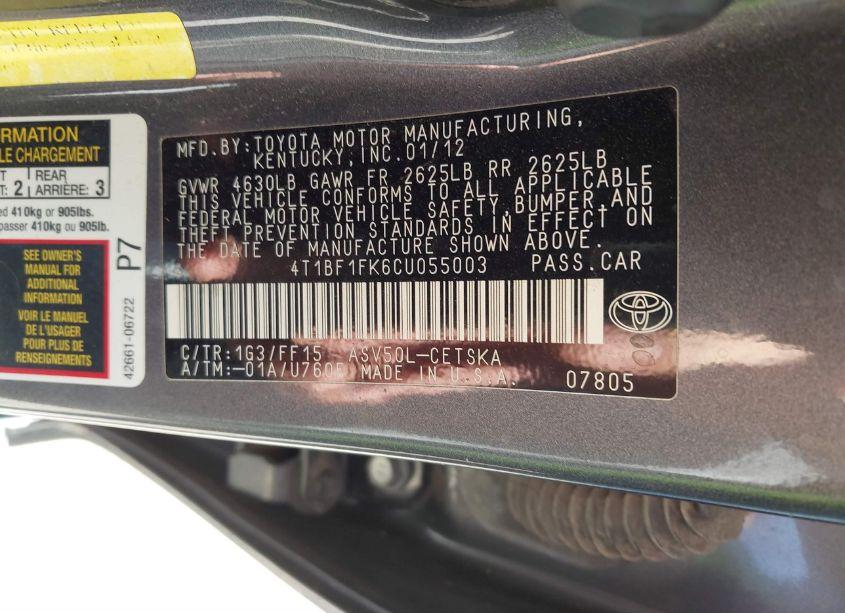 RMATION
LE CHARGEMENT
T 2 REAR
T: ARRIÈRE: 3
ed 410kg or 905lbs.
passer 410kg ou 905lb.
SEE OWNER'S
MANUAL FOR
ADDITIONAL
INFORMATION
VOIR LE MANUEL
DE L'USAGER
POUR PLUS DE
RENSEIGNEMENTS
P7
42661-06722
MFD.BY:TOYOTA MOTOR MANUFACTURING,
KENTUCKY,INC.01/12
GVWR 4630LB GAWR FR 2625LB RR 2625LB
THIS VEHICLE CONFORMS TO ALL APPLICABLE
FEDERAL MOTOR VEHICLE SAFETY,BUMPER,AND
THEFT PREVENTION STANDARDS IN EFFECT ON
THE DATE OF MANUFACTURE SHOWN ABOVE.
4T1BF1FK6CU055003 PASS.CAR
C/TR:1G3/FF15 ASV50L-CETSKA
A/TM:-01A/U760E MADE IN U.S.A.
07805